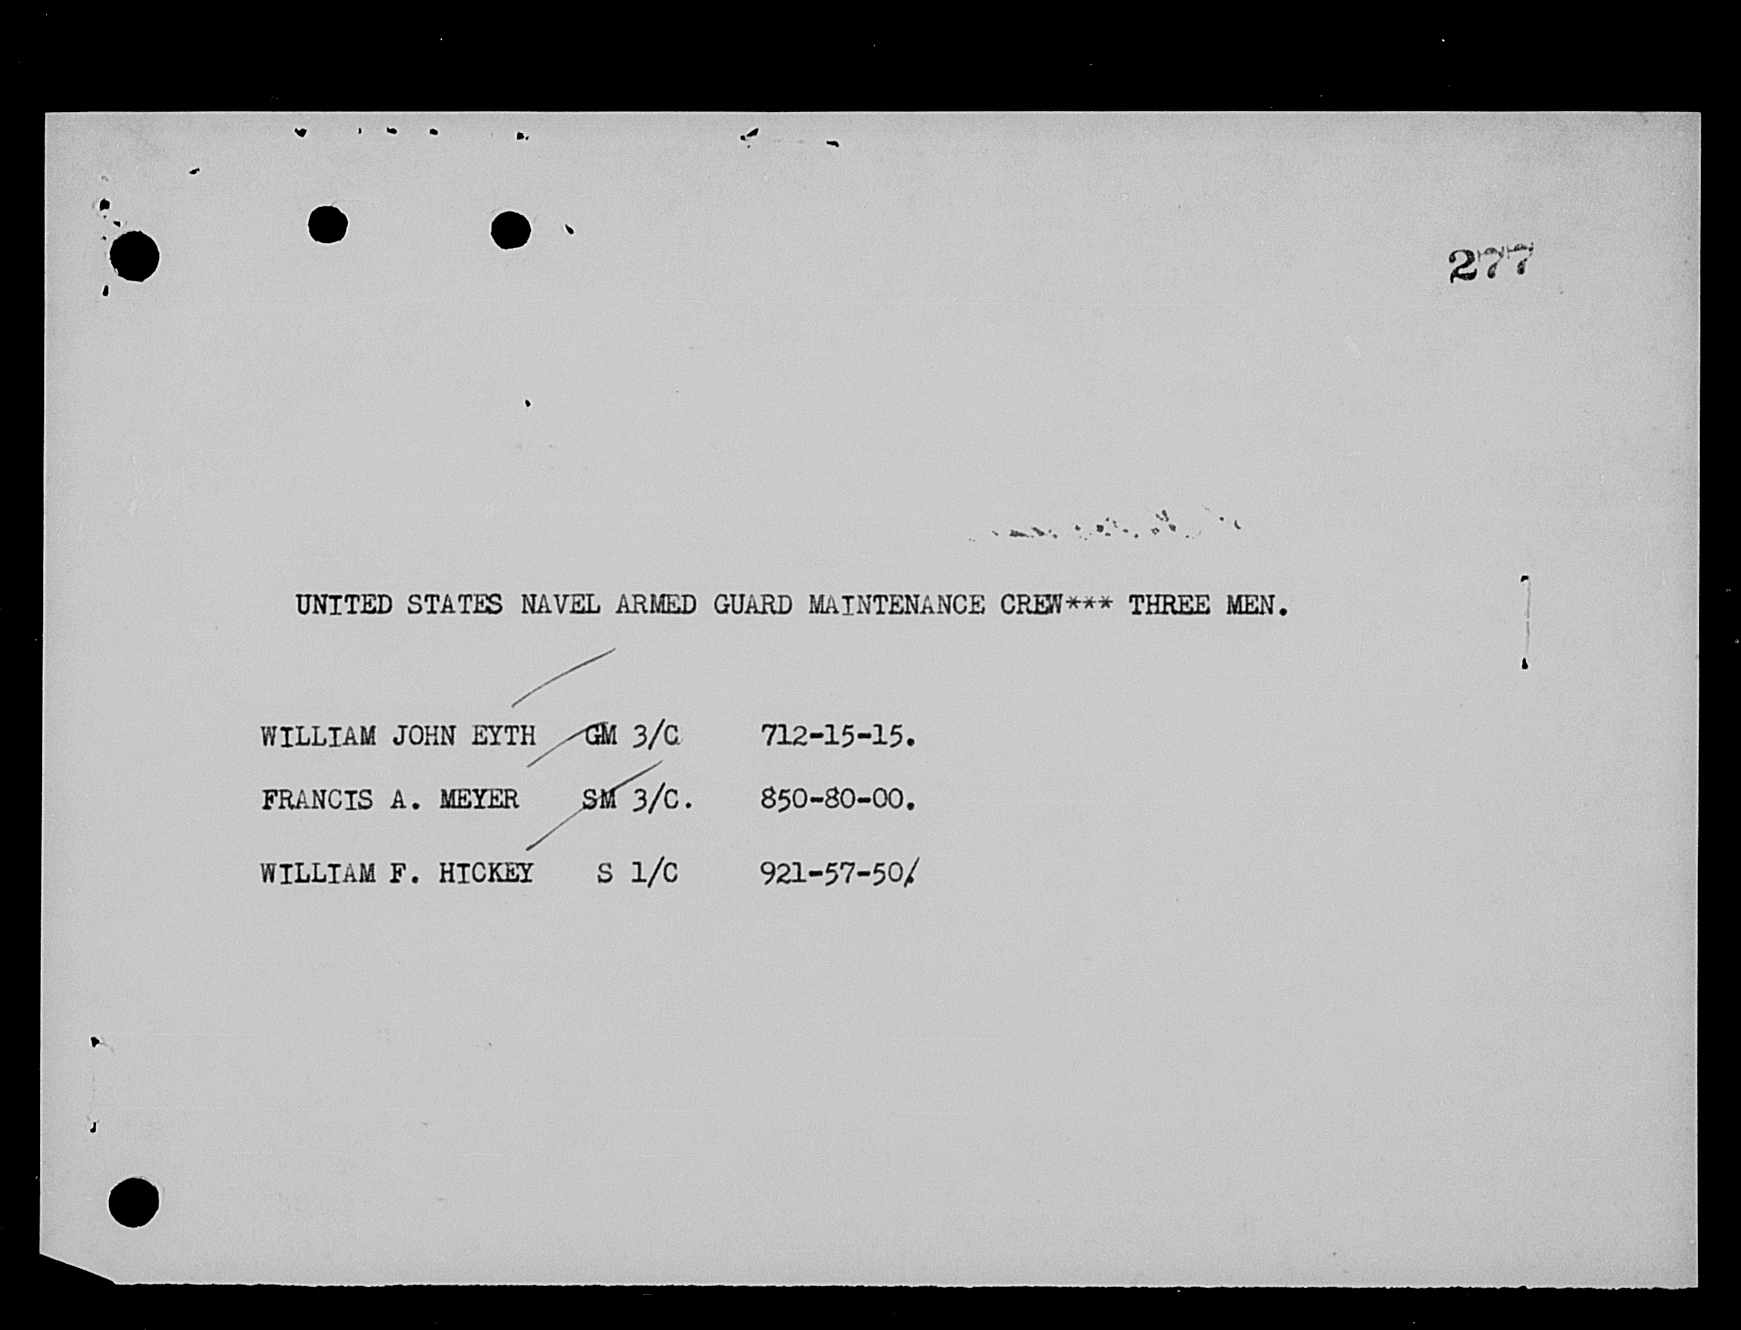 277
UNITED STATES NAVEL ARMED GUARD MAINTENANCE CREW*** THREE MEN.
WILLIAM JOHN EYTH GM 3/C 712-15-15.
FRANCIS A. MEYER SM 3/C. 850-80-00.
WILLIAM F. HICKEY S 1/C 921-57-50.